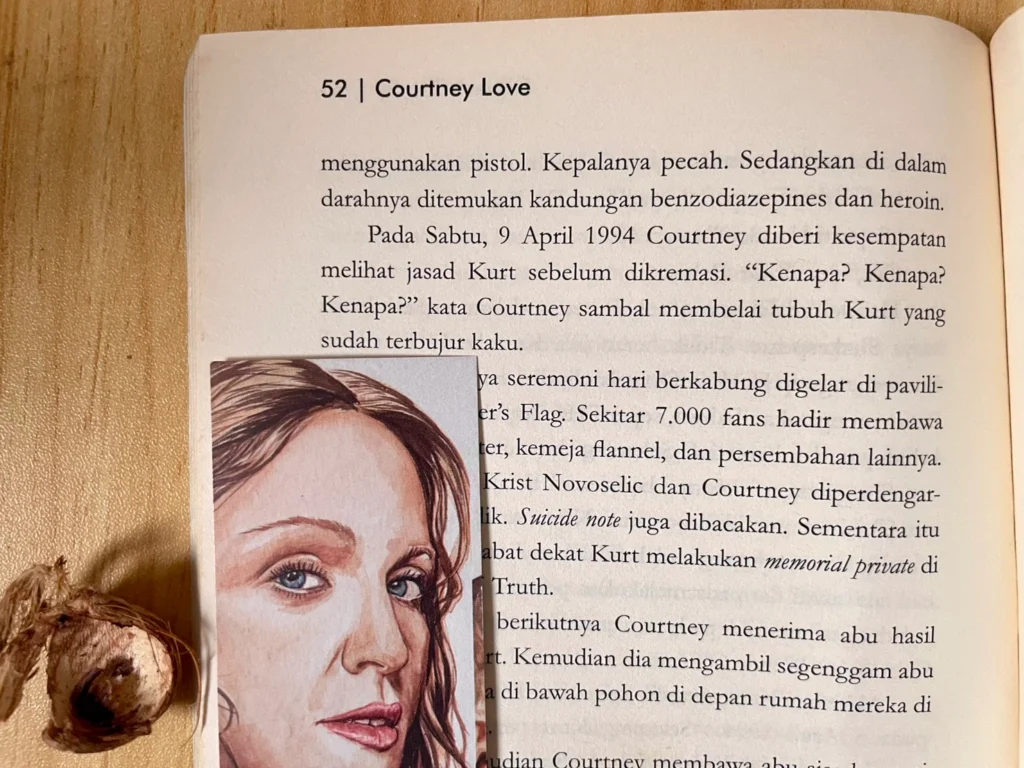 52 | Courtney Love
menggunakan pistol. Kepalanya pecah. Sedangkan di dalam
darahnya ditemukan kandungan benzodiazepines dan heroin.
Pada Sabtu, 9 April 1994 Courtney diberi kesempatan
melihat jasad Kurt sebelum dikremasi. “Kenapa? Kenapa?
Kenapa?” kata Courtney sambal membelai tubuh Kurt yang
sudah terbujur kaku.
ya seremoni hari berkabung digelar di pavili-
er’s Flag. Sekitar 7.000 fans hadir membawa
ter, kemeja flannel, dan persembahan lainnya.
Krist Novoselic dan Courtney diperdengar-
lik. Suicide note juga dibacakan. Sementara itu
abat dekat Kurt melakukan memorial private di
Truth.
berikutnya Courtney menerima abu hasil
rt. Kemudian dia mengambil segenggam abu
a di bawah pohon di depan rumah mereka di
udian Courtney membawa abu